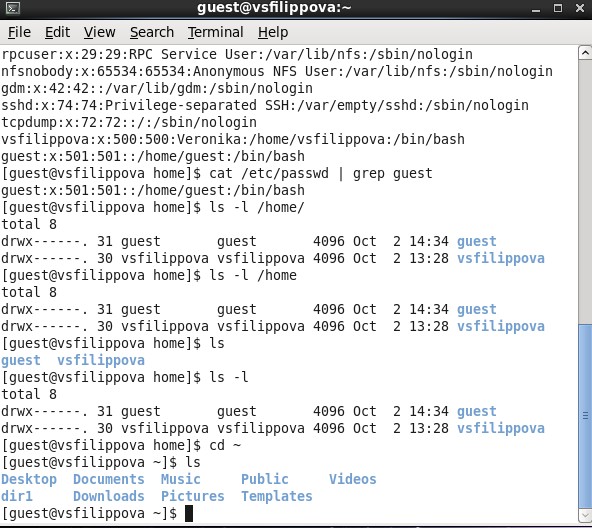 guest@vsfilippova:~
File Edit View Search Terminal Help
rpcuser:x:29:29:RPC Service User:/var/lib/nfs:/sbin/nologin
nfsnobody:x:65534:65534:Anonymous NFS User:/var/lib/nfs:/sbin/nologin
gdm:x:42:42::/var/lib/gdm:/sbin/nologin
sshd:x:74:74:Privilege-separated SSH:/var/empty/sshd:/sbin/nologin
tcpdump:x:72:72::/:/sbin/nologin
vsfilippova:x:500:500:Veronika:/home/vsfilippova:/bin/bash
guest:x:501:501::/home/guest:/bin/bash
[guest@vsfilippova home]$ cat /etc/passwd | grep guest
guest:x:501:501::/home/guest:/bin/bash
[guest@vsfilippova home]$ ls -l /home/
total 8
drwx------. 31 guest       guest       4096 Oct  2 14:34 guest
drwx------. 30 vsfilippova vsfilippova 4096 Oct  2 13:28 vsfilippova
[guest@vsfilippova home]$ ls -l /home
total 8
drwx------. 31 guest       guest       4096 Oct  2 14:34 guest
drwx------. 30 vsfilippova vsfilippova 4096 Oct  2 13:28 vsfilippova
[guest@vsfilippova home]$ ls
guest  vsfilippova
[guest@vsfilippova home]$ ls -l
total 8
drwx------. 31 guest       guest       4096 Oct  2 14:34 guest
drwx------. 30 vsfilippova vsfilippova 4096 Oct  2 13:28 vsfilippova
[guest@vsfilippova home]$ cd ~
[guest@vsfilippova ~]$ ls
Desktop  Documents  Music     Public     Videos
dir1     Downloads  Pictures  Templates
[guest@vsfilippova ~]$